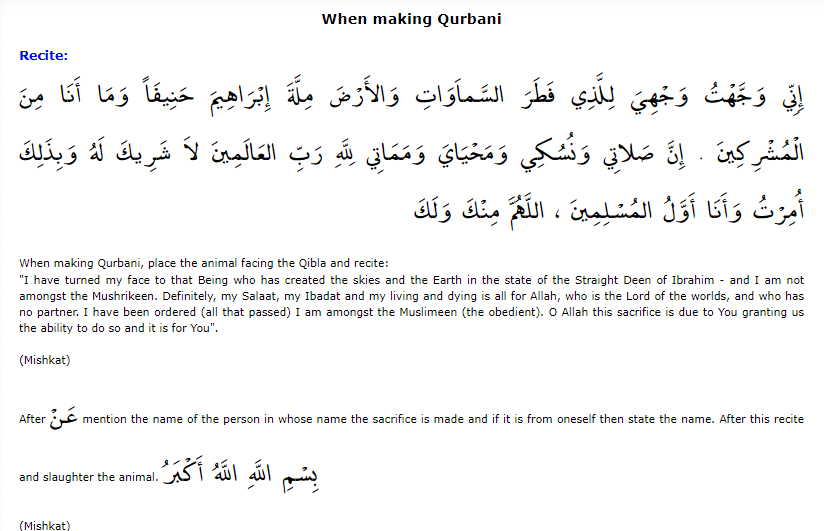 When making Qurbani
Recite:
إِنِّي وَجَّهْتُ وَجْهِيَ لِلَّذِي فَطَرَ السَّماَوَاتِ وَالأَرْضَ مِلَّةَ إِبْرَاهِيمَ حَنِيفَاً وَمَا أَنَا مِنَ
الْمُشْرِكِينَ . إِنَّ صَلاتِي وَنُسُكِي وَمَحْيَايَ وَمَمَاتِي لِلَّهِ رَبِّ العَالَمِينَ لاَ شَرِيكَ لَهُ وَبِذَلِكَ
أُمِرْتُ وَأَنَا أَوَّلُ المُسْلِمِينَ ، اللَّهُمَّ مِنْكَ وَلَكَ
When making Qurbani, place the animal facing the Qibla and recite:
"I have turned my face to that Being who has created the skies and the Earth in the state of the Straight Deen of Ibrahim - and I am not
amongst the Mushrikeen. Definitely, my Salaat, my Ibadat and my living and dying is all for Allah, who is the Lord of the worlds, and who has
no partner. I have been ordered (all that passed) I am amongst the Muslimeen (the obedient). O Allah this sacrifice is due to You granting us
the ability to do so and it is for You".
(Mishkat)
After عَنْ mention the name of the person in whose name the sacrifice is made and if it is from oneself then state the name. After this recite
and slaughter the animal. بِسْمِ اللَّهِ اللَّهُ أَكْبَرُ
(Mishkat)